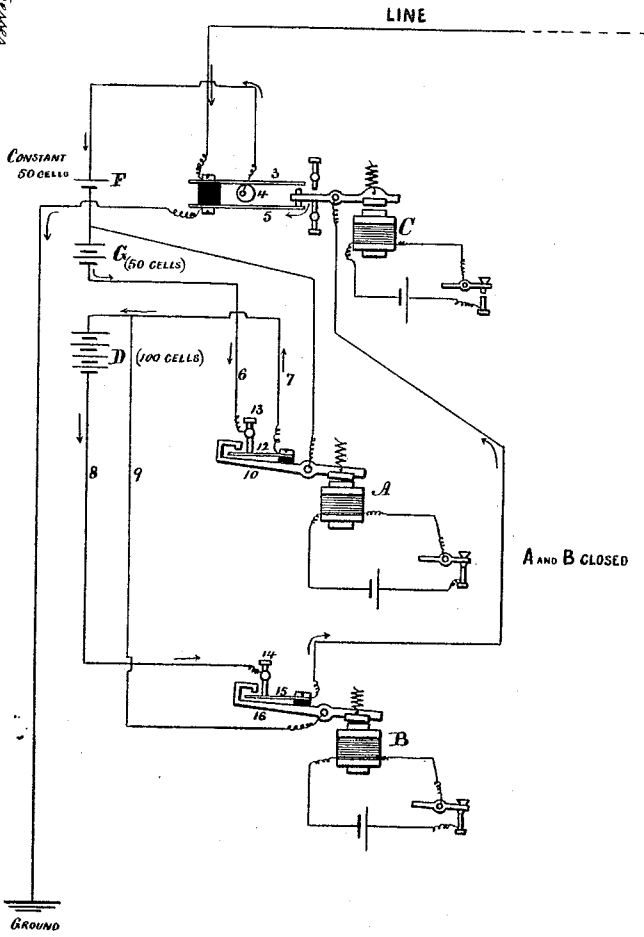 LINE
3
4
5
CONSTANT
50 CELLS F
C
G (50 CELLS)
D (100 CELLS)
6
7
13
12
10
A
8
9
A AND B CLOSED
14
15
16
B
GROUND